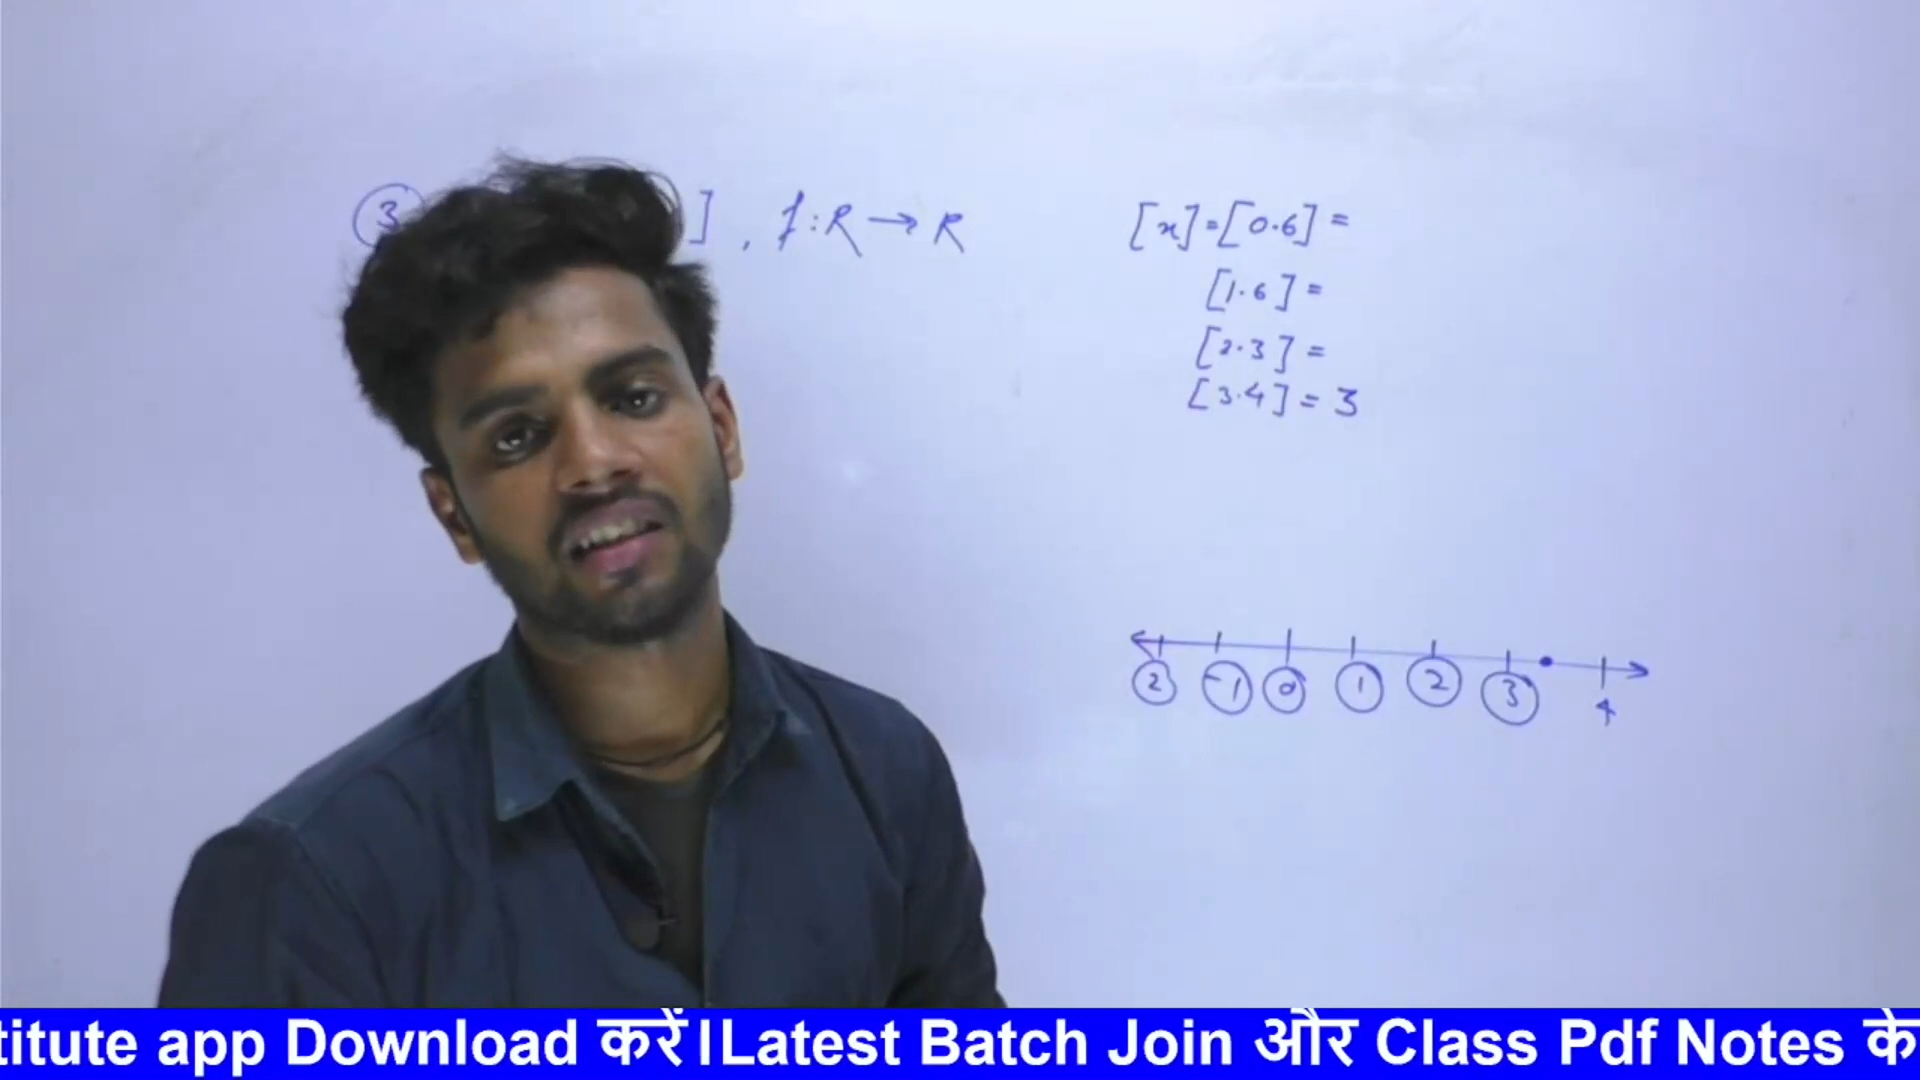 ③ ] , f:R → R
[x]=[0.6] =
[1.6] =
[2.3] =
[3.4] = 3
2 -1 0 1 2 3 4
titute app Download करें।Latest Batch Join और Class Pdf Notes के